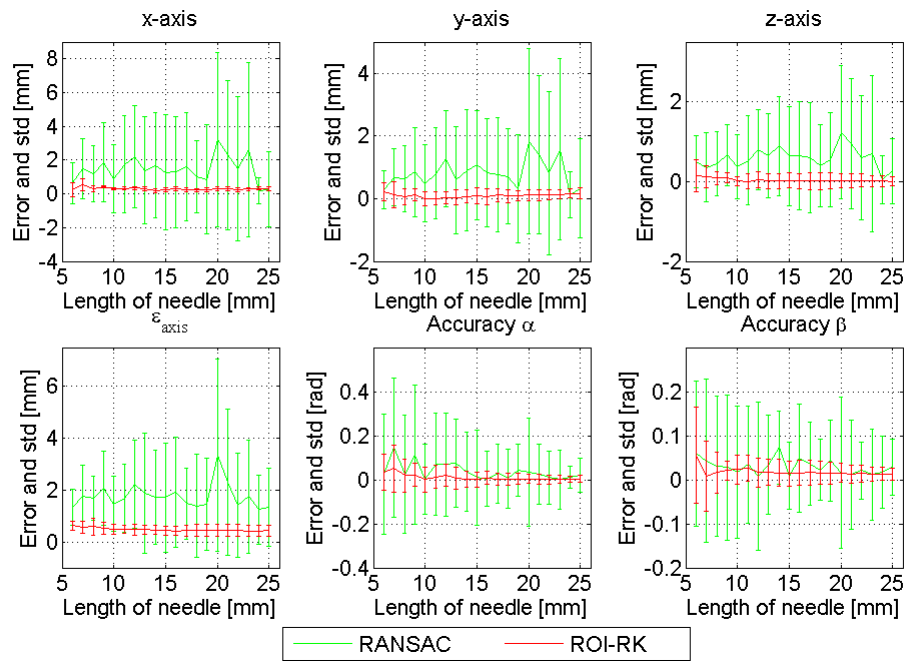 x-axis
y-axis
z-axis
Error and std [mm]
8
6
4
2
0
-2
-4
5
10
15
20
25
Length of needle [mm]
Error and std [mm]
4
2
0
-2
5
10
15
20
25
Length of needle [mm]
Error and std [mm]
2
0
-2
5
10
15
20
25
Length of needle [mm]
εaxis
Accuracy α
Accuracy β
Error and std [mm]
6
4
2
0
5
10
15
20
25
Length of needle [mm]
Error and std [rad]
0.4
0.2
0
-0.2
-0.4
5
10
15
20
25
Length of needle [mm]
Error and std [rad]
0.2
0.1
0
-0.1
-0.2
5
10
15
20
25
Length of needle [mm]
RANSAC
ROI-RK